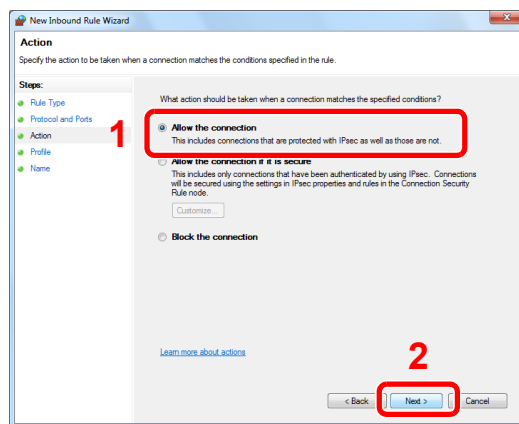 New Inbound Rule Wizard
Action
Specify the action to be taken when a connection matches the conditions specified in the rule.
Steps:
Rule Type
Protocol and Ports
Action
Profile
Name
1
What action should be taken when a connection matches the specified conditions?
Allow the connection
This includes connections that are protected with IPsec as well as those are not.
Allow the connection if it is secure
This includes only connections that have been authenticated by using IPsec. Connections
will be secured using the settings in IPsec properties and rules in the Connection Security
Rule node.
Customize...
Block the connection
Learn more about actions
2
< Back
Next >
Cancel